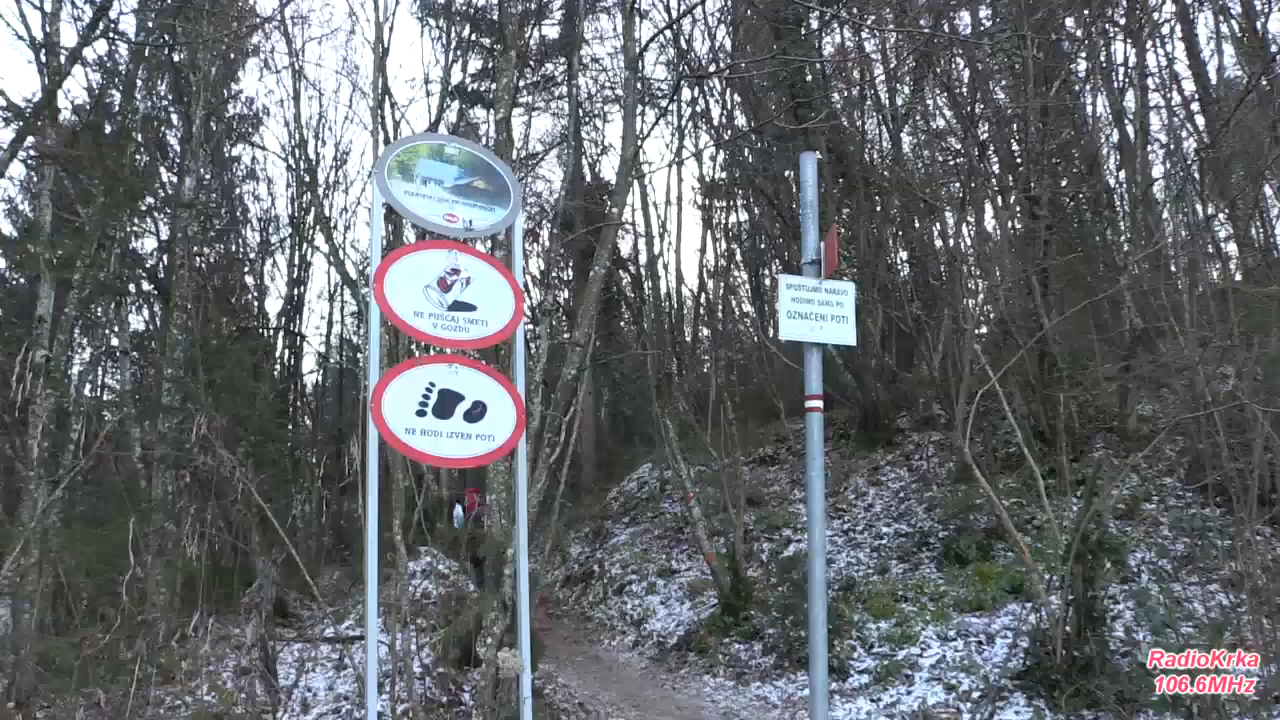 NE PUŠČAJ SMETI
V GOZDU
NE HODI IZVEN POTI
SPOŠTUJMO NARAVO
HODIMO SAMO PO
OZNAČENI POTI
RadioKrka
106.6MHz